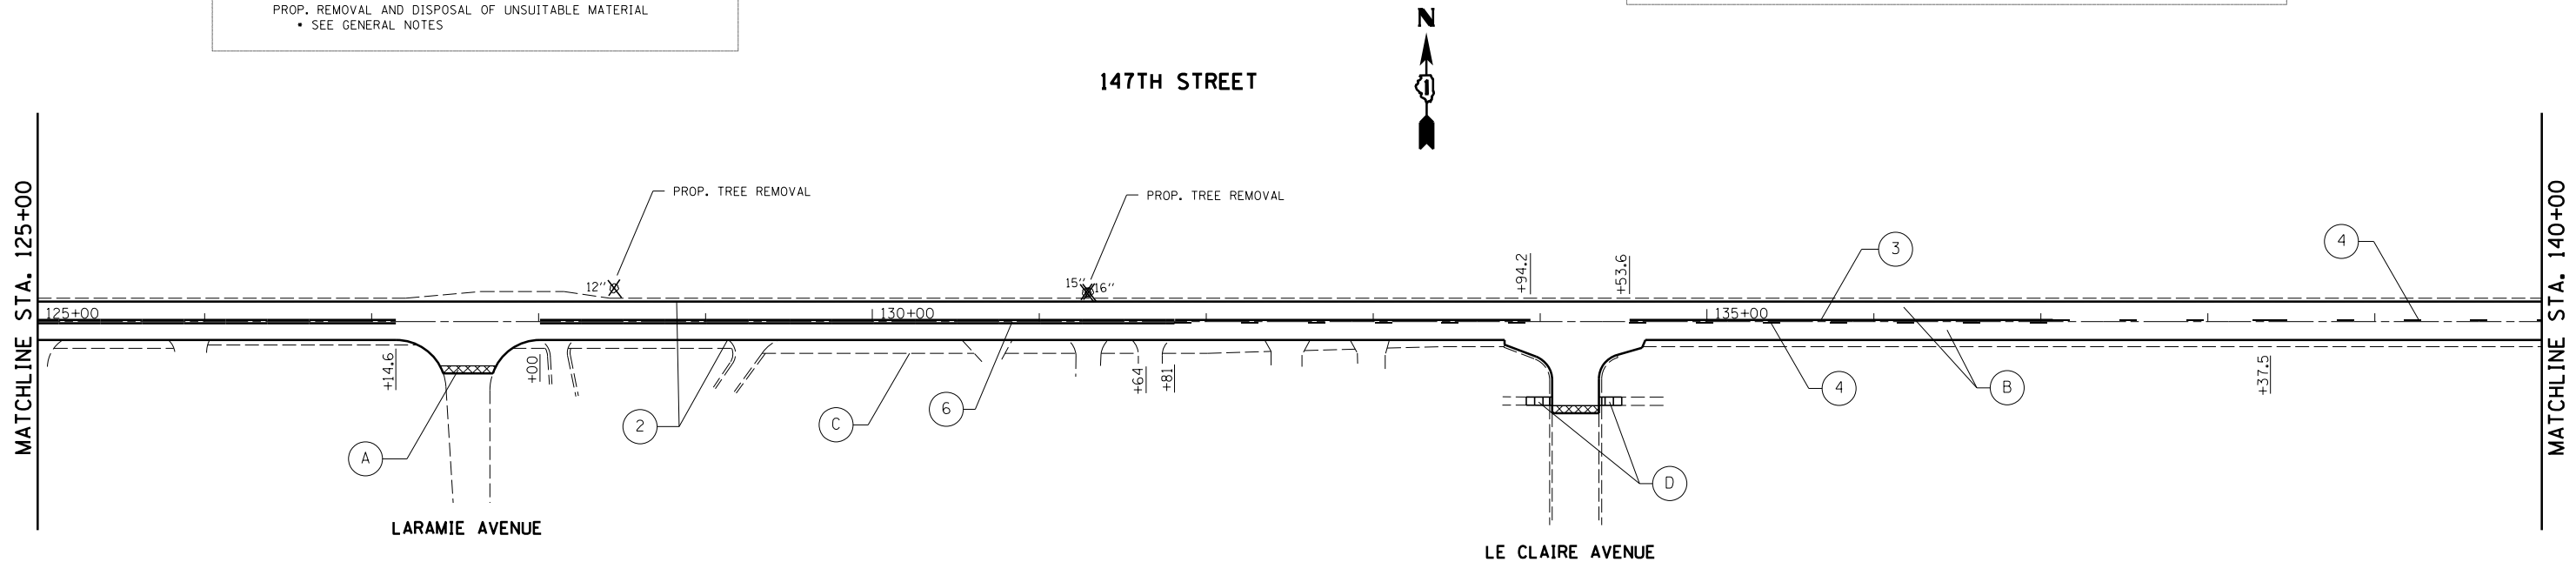 PROP. REMOVAL AND DISPOSAL OF UNSUITABLE MATERIAL
• SEE GENERAL NOTES
N
1
147TH STREET
MATCHLINE STA. 125+00
MATCHLINE STA. 140+00
PROP. TREE REMOVAL
PROP. TREE REMOVAL
12''
15''
16''
+94.2
+53.6
3
4
125+00
130+00
135+00
+14.6
+00
+64
+81
+37.5
A
2
C
6
4
B
D
LARAMIE AVENUE
LE CLAIRE AVENUE